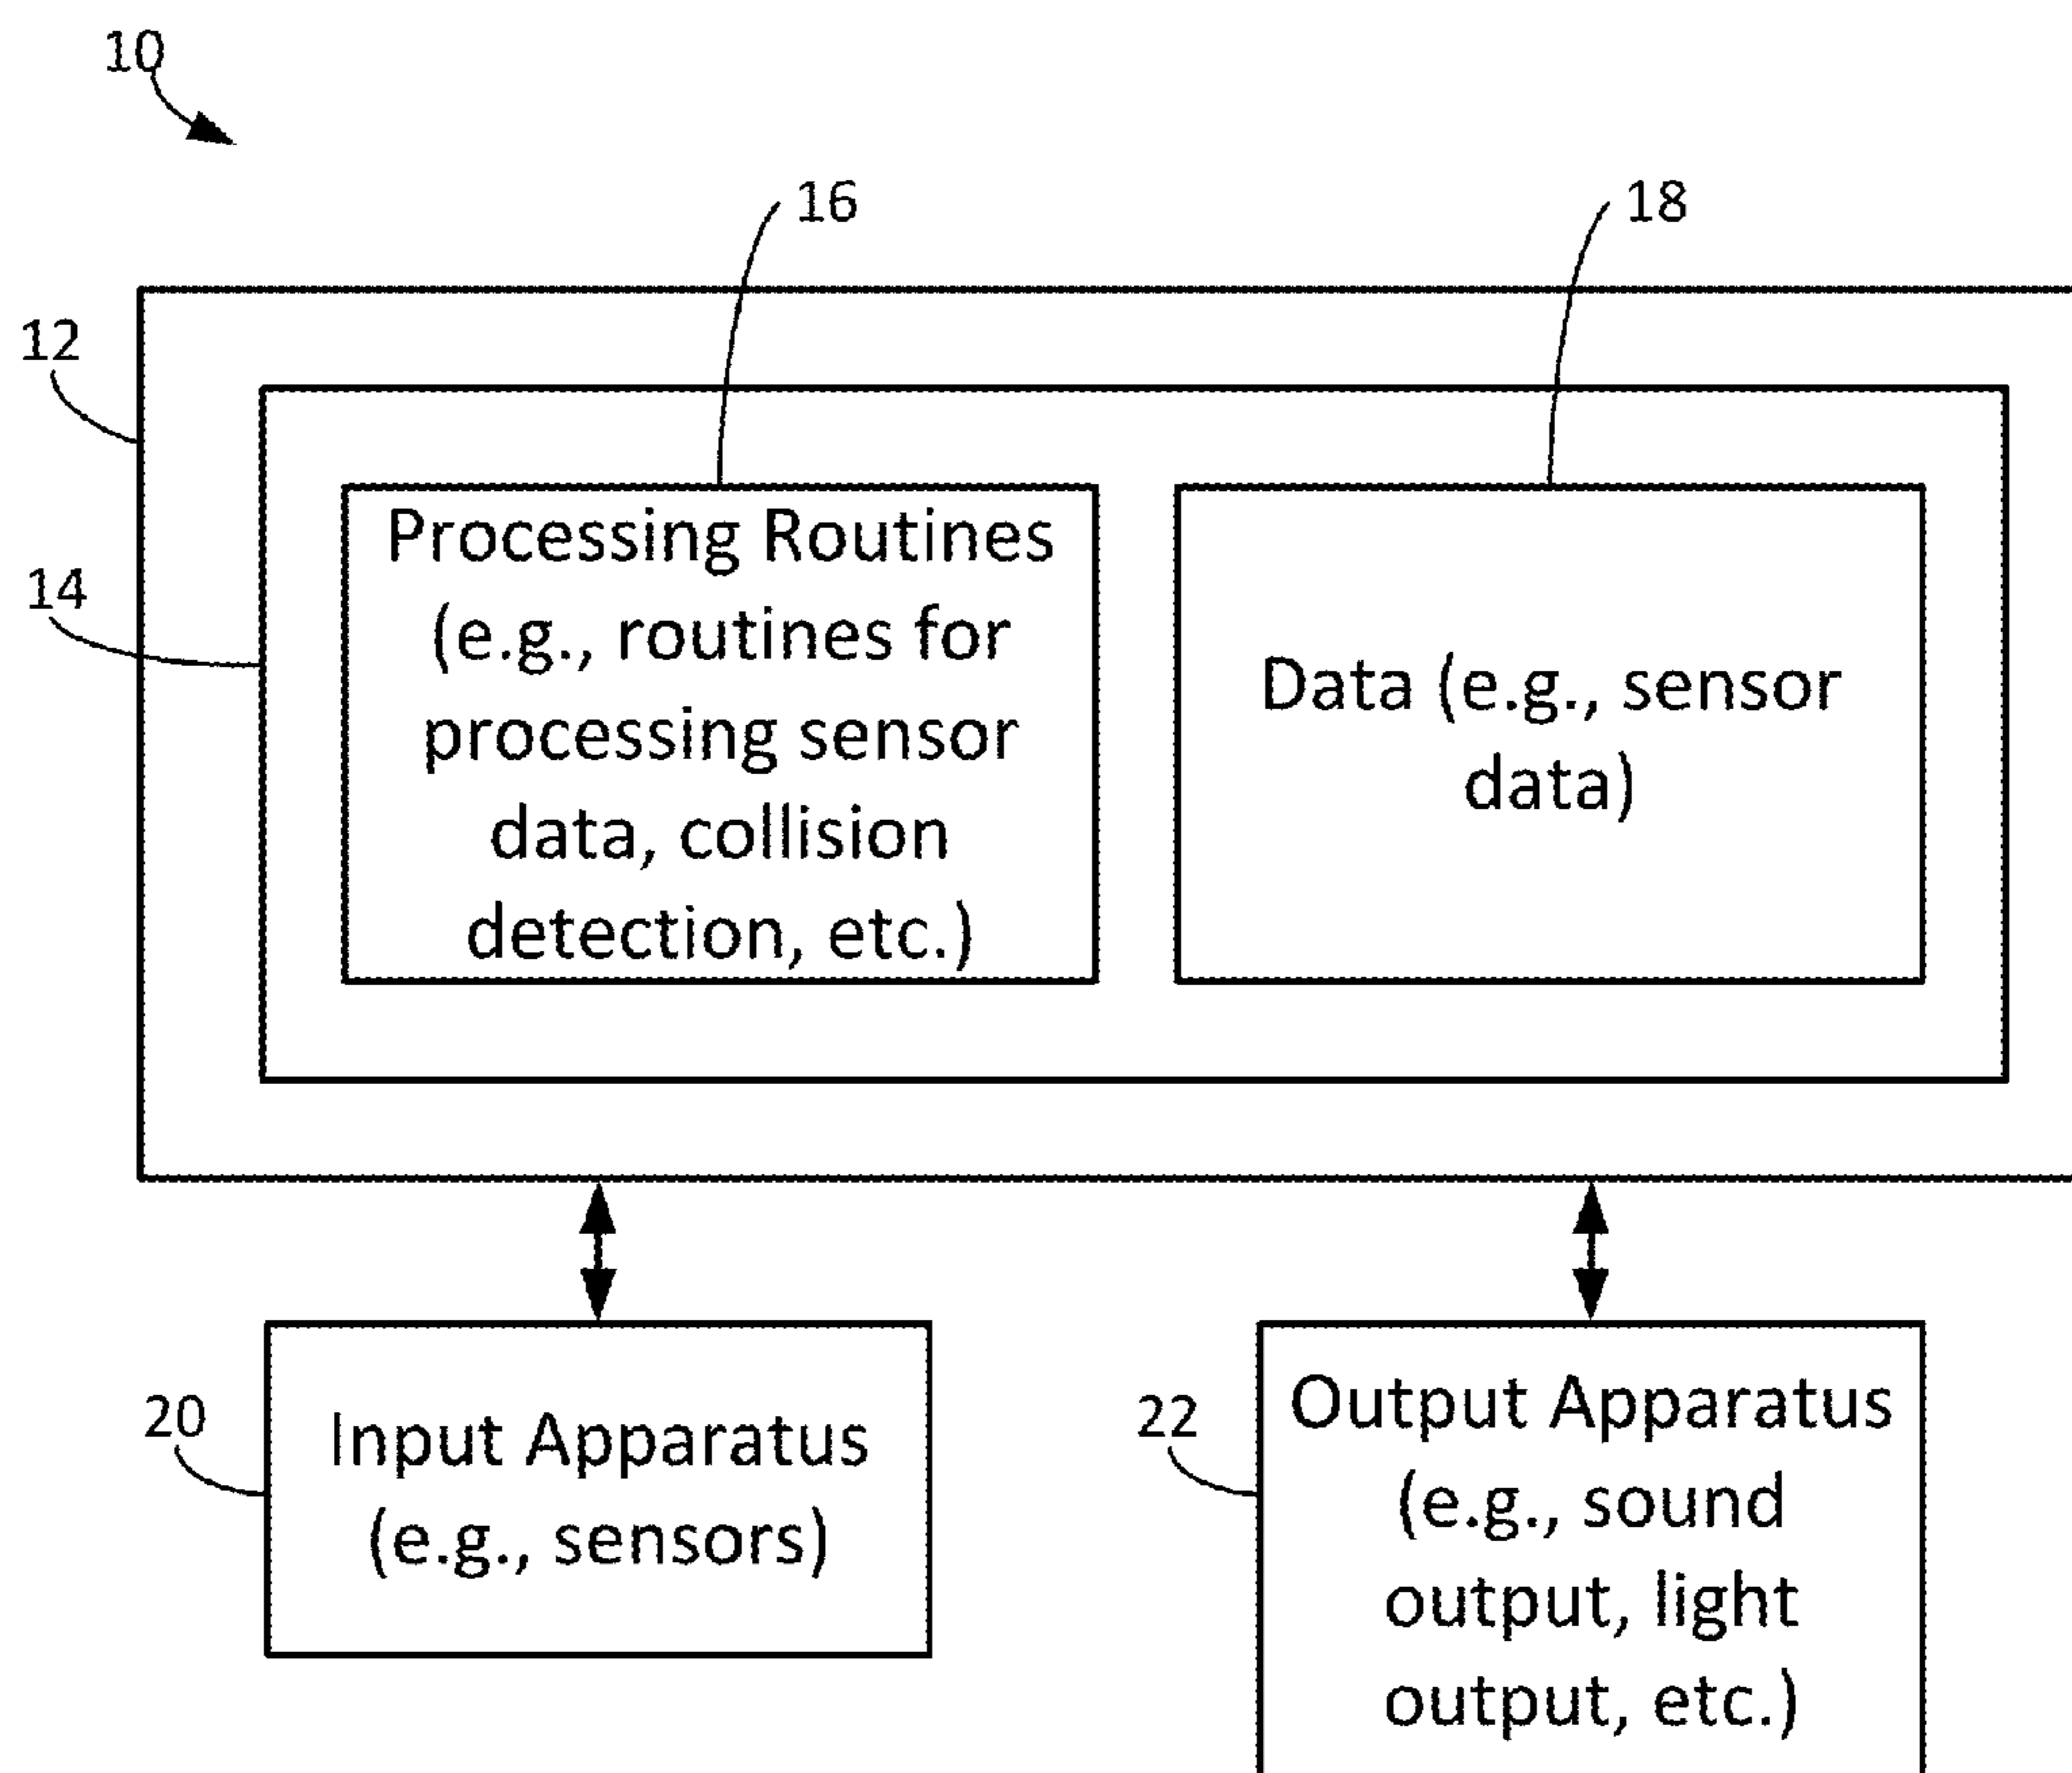 10
16
18
12
14
Processing Routines
(e.g., routines for
processing sensor
data, collision
detection, etc.)
Data (e.g., sensor
data)
20
Input Apparatus
(e.g., sensors)
22
Output Apparatus
(e.g., sound
output, light
output, etc.)